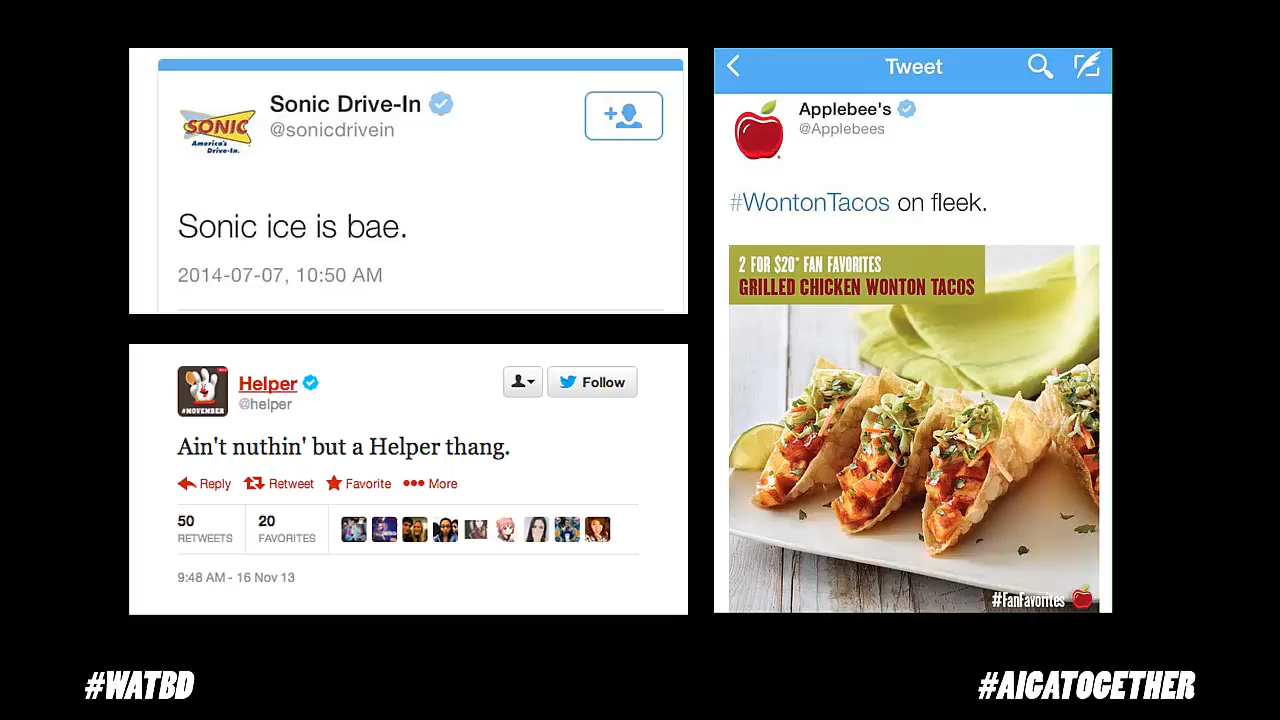 Sonic Drive-In
@sonicdrivein
SONIC
America's
Drive-In.
Sonic ice is bae.
2014-07-07, 10:50 AM
Helper
@helper
#MOVEMBER
Follow
Ain't nuthin' but a Helper thang.
Reply Retweet Favorite More
50 20
RETWEETS FAVORITES
9:48 AM - 16 Nov 13
Tweet
Applebee's
@Applebees
#WontonTacos on fleek.
2 FOR $20* FAN FAVORITES
GRILLED CHICKEN WONTON TACOS
#FanFavorites
#WATBD
#AIGATOGETHER